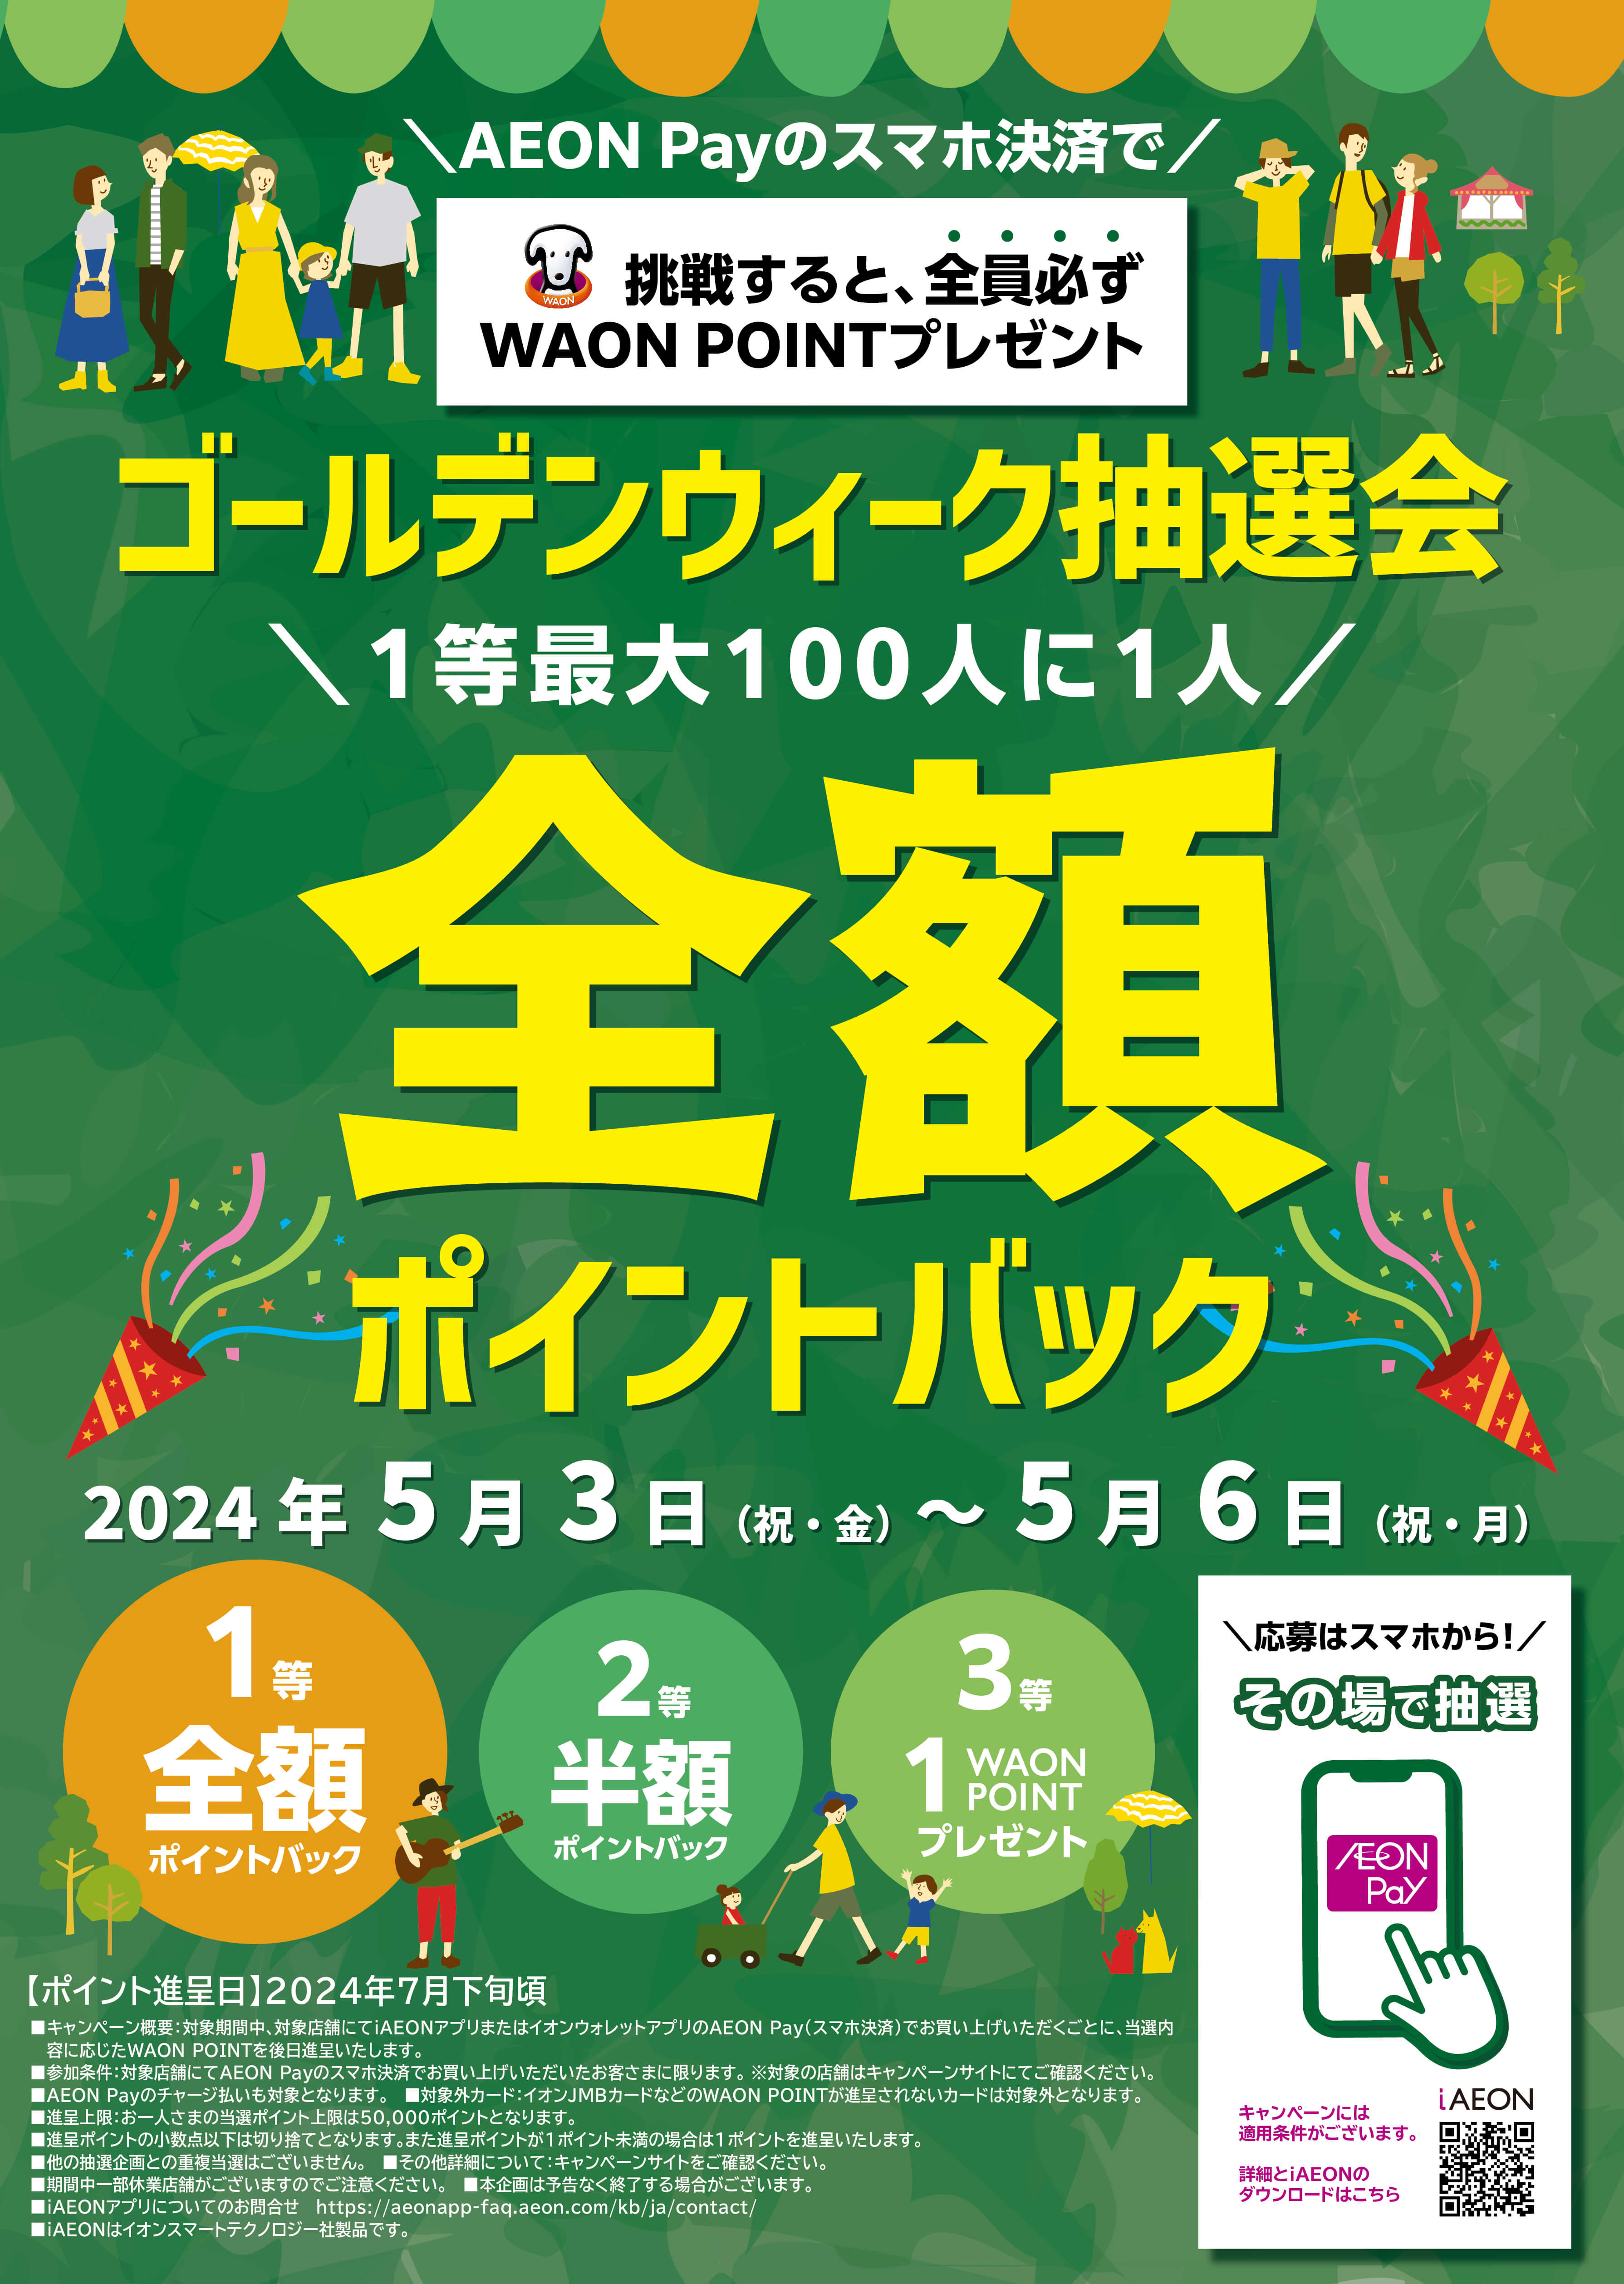 ＼AEON Payのスマホ決済で／
WAON
挑戦すると、全員必ず
WAON POINTプレゼント
ゴールデンウィーク抽選会
＼1等最大100人に1人／
全額
ポイントバック
2024年5月3日（祝・金）～5月6日（祝・月）
1等
全額
ポイントバック
2等
半額
ポイントバック
3等
1 WAON POINT
プレゼント
＼応募はスマホから!／
その場で抽選
AEON
Pay
iAEON
キャンペーンには
適用条件がございます。
詳細とiAEONの
ダウンロードはこちら
【ポイント進呈日】2024年7月下旬頃
■キャンペーン概要：対象期間中、対象店舗にてiAEONアプリまたはイオンウォレットアプリのAEON Pay（スマホ決済）でお買い上げいただくごとに、当選内
容に応じたWAON POINTを後日進呈いたします。
■参加条件：対象店舗にてAEON Payのスマホ決済でお買い上げいただいたお客さまに限ります。 ※対象の店舗はキャンペーンサイトにてご確認ください。
■AEON Payのチャージ払いも対象となります。 ■対象外カード：イオンJMBカードなどのWAON POINTが進呈されないカードは対象外となります。
■進呈上限：お一人さまの当選ポイント上限は50,000ポイントとなります。
■進呈ポイントの小数点以下は切り捨てとなります。また進呈ポイントが1ポイント未満の場合は1ポイントを進呈いたします。
■他の抽選企画との重複当選はございません。 ■その他詳細について：キャンペーンサイトをご確認ください。
■期間中一部休業店舗がございますのでご注意ください。 ■本企画は予告なく終了する場合がございます。
■iAEONアプリについてのお問合せ https://aeonapp-faq.aeon.com/kb/ja/contact/
■iAEONはイオンスマートテクノロジー社製品です。